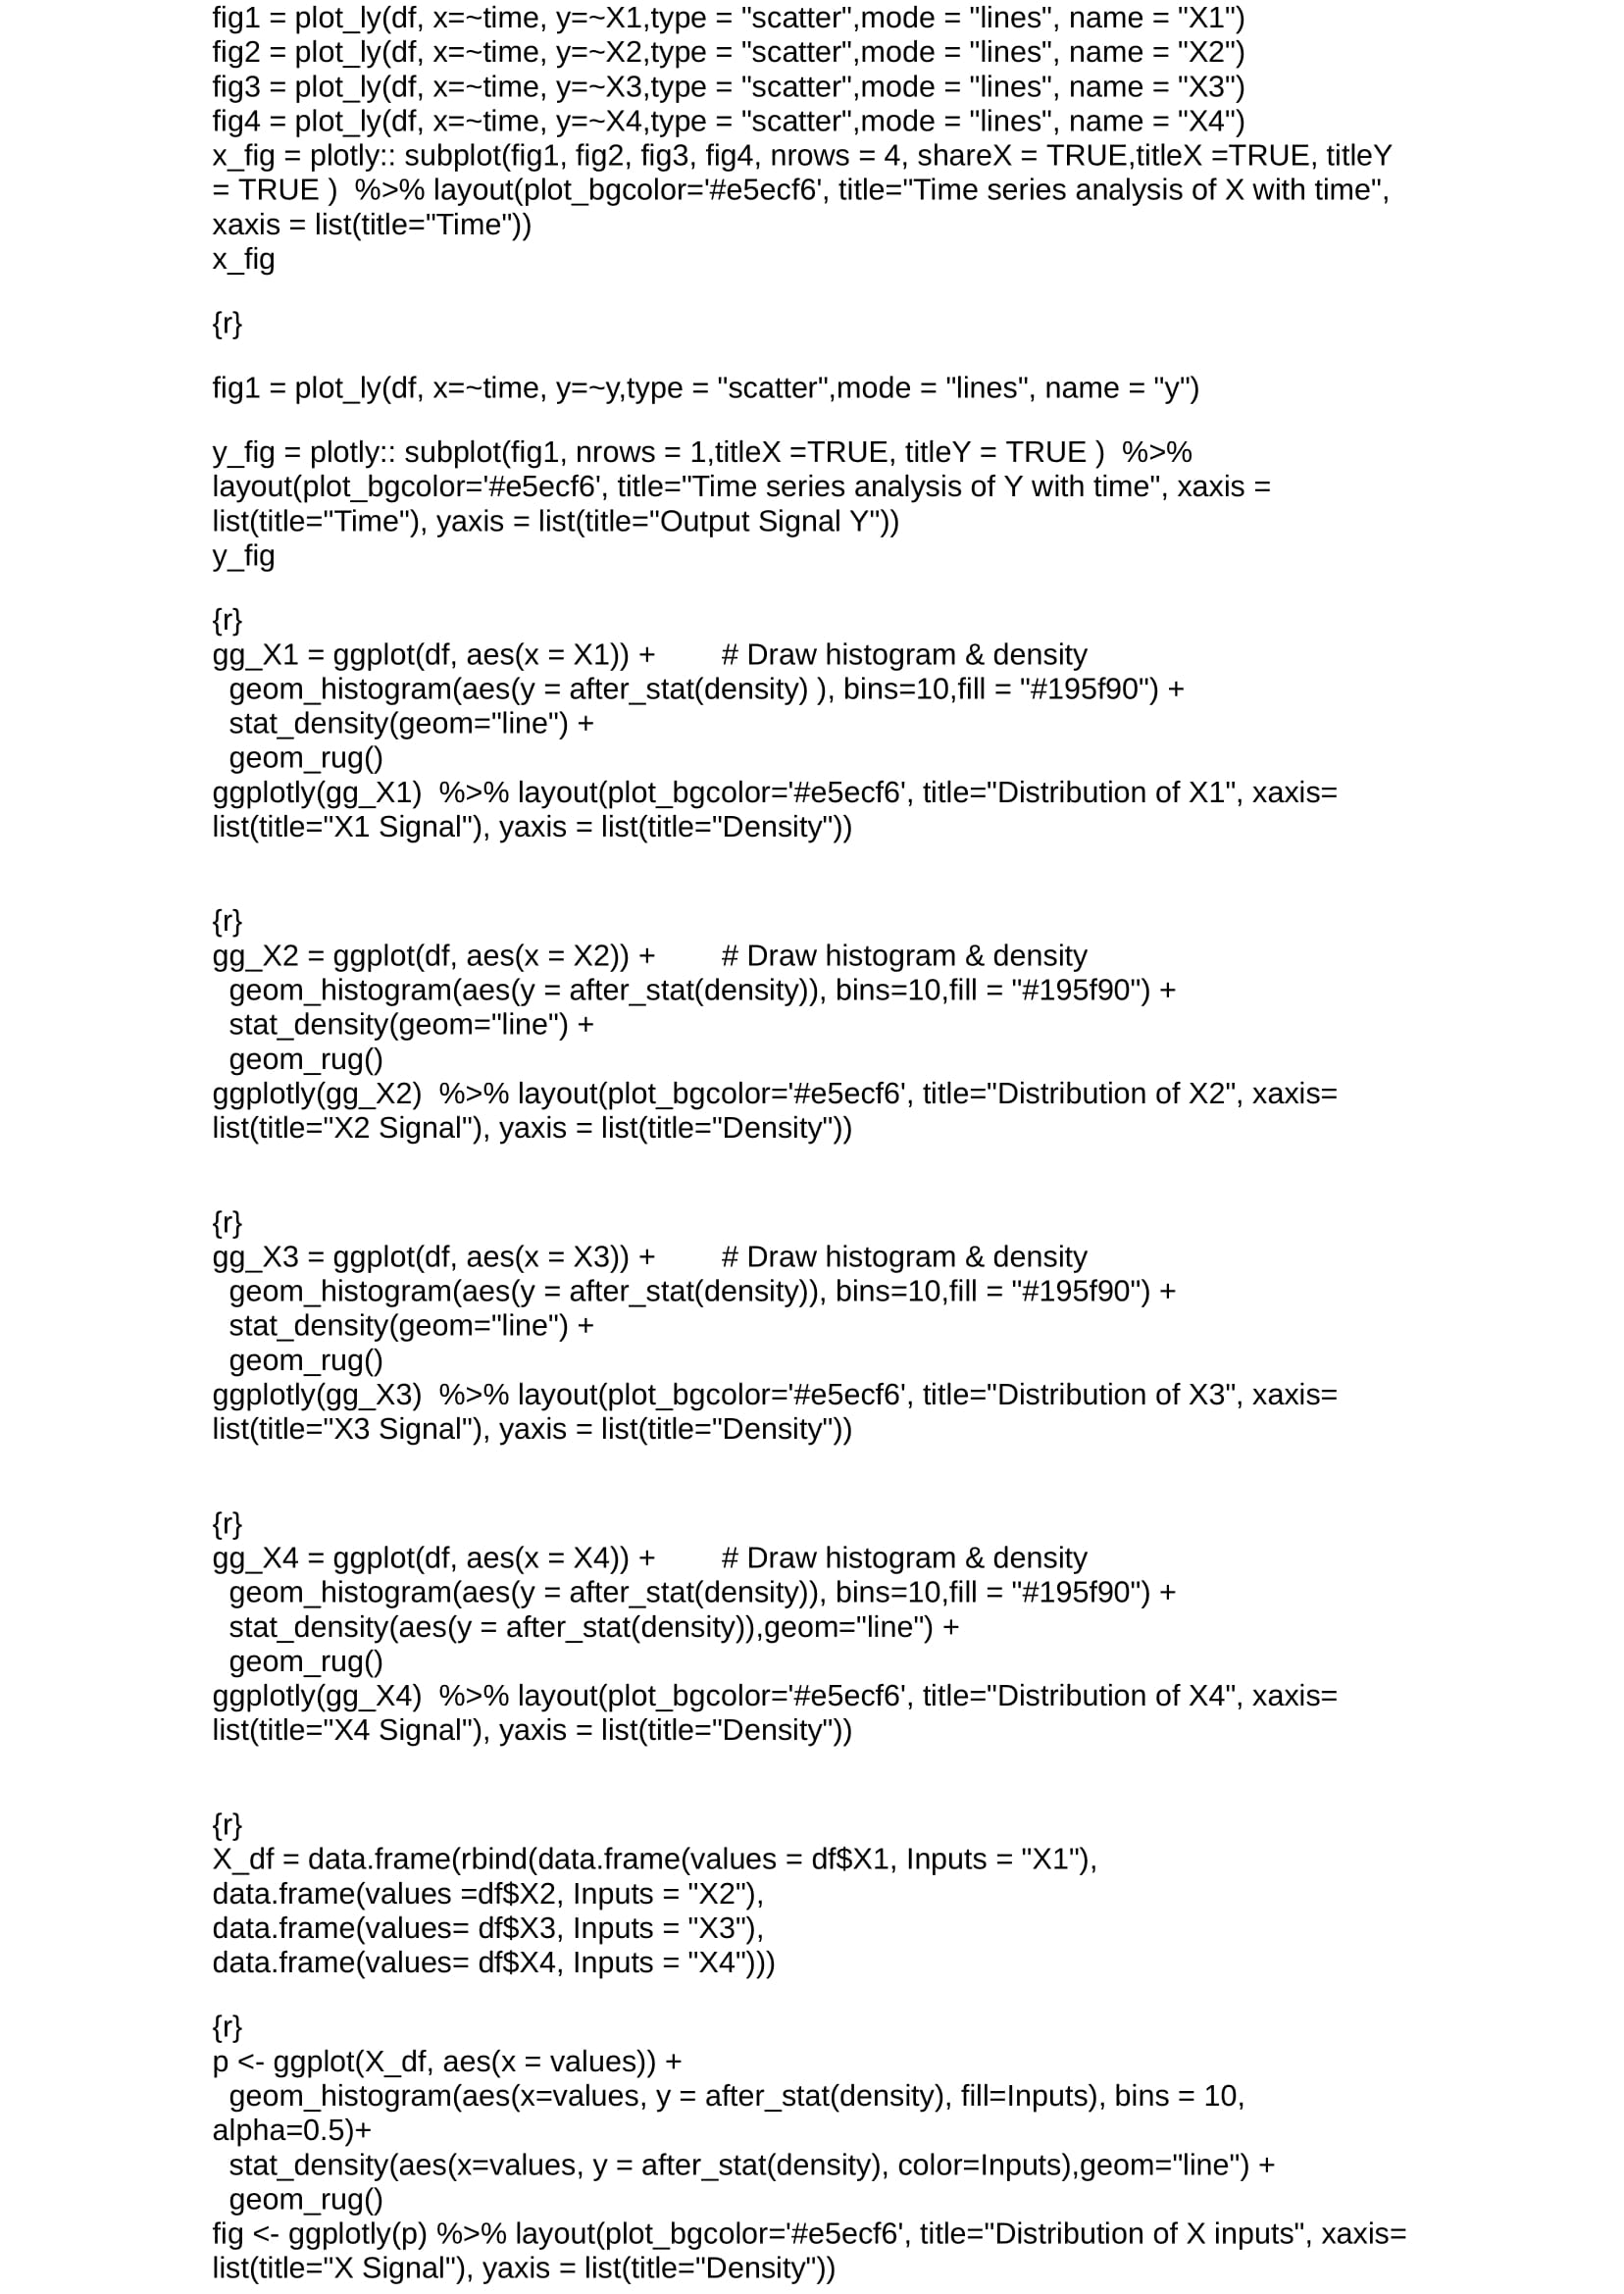 fig1 = plot_ly(df, x=~time, y=~X1,type = "scatter",mode = "lines", name = "X1")
fig2 = plot_ly(df, x=~time, y=~X2,type = "scatter",mode = "lines", name = "X2")
fig3 = plot_ly(df, x=~time, y=~X3,type = "scatter",mode = "lines", name = "X3")
fig4 = plot_ly(df, x=~time, y=~X4,type = "scatter",mode = "lines", name = "X4")
x_fig = plotly:: subplot(fig1, fig2, fig3, fig4, nrows = 4, shareX = TRUE,titleX =TRUE, titleY
= TRUE )  %>% layout(plot_bgcolor='#e5ecf6', title="Time series analysis of X with time",
xaxis = list(title="Time"))
x_fig

{r}

fig1 = plot_ly(df, x=~time, y=~y,type = "scatter",mode = "lines", name = "y")

y_fig = plotly:: subplot(fig1, nrows = 1,titleX =TRUE, titleY = TRUE )  %>%
layout(plot_bgcolor='#e5ecf6', title="Time series analysis of Y with time", xaxis =
list(title="Time"), yaxis = list(title="Output Signal Y"))
y_fig

{r}
gg_X1 = ggplot(df, aes(x = X1)) +        # Draw histogram & density
  geom_histogram(aes(y = after_stat(density) ), bins=10,fill = "#195f90") +
  stat_density(geom="line") +
  geom_rug()
ggplotly(gg_X1)  %>% layout(plot_bgcolor='#e5ecf6', title="Distribution of X1", xaxis=
list(title="X1 Signal"), yaxis = list(title="Density"))

{r}
gg_X2 = ggplot(df, aes(x = X2)) +        # Draw histogram & density
  geom_histogram(aes(y = after_stat(density)), bins=10,fill = "#195f90") +
  stat_density(geom="line") +
  geom_rug()
ggplotly(gg_X2)  %>% layout(plot_bgcolor='#e5ecf6', title="Distribution of X2", xaxis=
list(title="X2 Signal"), yaxis = list(title="Density"))

{r}
gg_X3 = ggplot(df, aes(x = X3)) +        # Draw histogram & density
  geom_histogram(aes(y = after_stat(density)), bins=10,fill = "#195f90") +
  stat_density(geom="line") +
  geom_rug()
ggplotly(gg_X3)  %>% layout(plot_bgcolor='#e5ecf6', title="Distribution of X3", xaxis=
list(title="X3 Signal"), yaxis = list(title="Density"))

{r}
gg_X4 = ggplot(df, aes(x = X4)) +        # Draw histogram & density
  geom_histogram(aes(y = after_stat(density)), bins=10,fill = "#195f90") +
  stat_density(aes(y = after_stat(density)),geom="line") +
  geom_rug()
ggplotly(gg_X4)  %>% layout(plot_bgcolor='#e5ecf6', title="Distribution of X4", xaxis=
list(title="X4 Signal"), yaxis = list(title="Density"))

{r}
X_df = data.frame(rbind(data.frame(values = df$X1, Inputs = "X1"),
data.frame(values =df$X2, Inputs = "X2"),
data.frame(values= df$X3, Inputs = "X3"),
data.frame(values= df$X4, Inputs = "X4")))

{r}
p <- ggplot(X_df, aes(x = values)) +
  geom_histogram(aes(x=values, y = after_stat(density), fill=Inputs), bins = 10,
alpha=0.5)+
  stat_density(aes(x=values, y = after_stat(density), color=Inputs),geom="line") +
  geom_rug()
fig <- ggplotly(p) %>% layout(plot_bgcolor='#e5ecf6', title="Distribution of X inputs", xaxis=
list(title="X Signal"), yaxis = list(title="Density"))